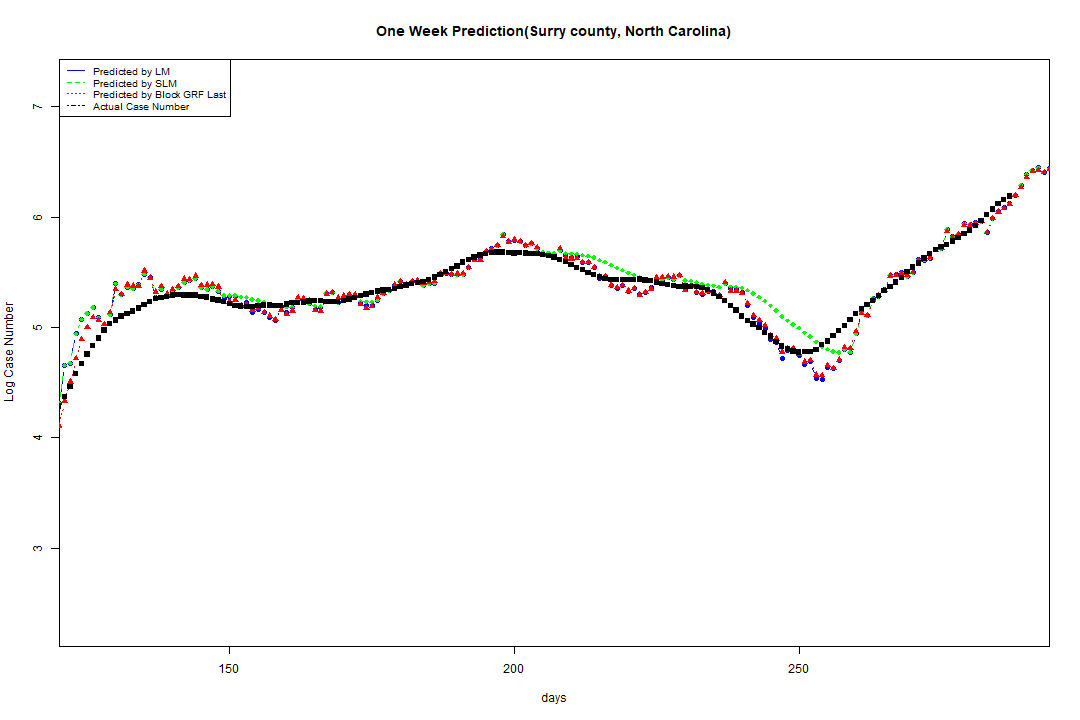 One Week Prediction(Surry county, North Carolina)
Predicted by LM
Predicted by SLM
Predicted by Block GRF Last
Actual Case Number
7
6
5
4
3
Log Case Number
150
200
250
days